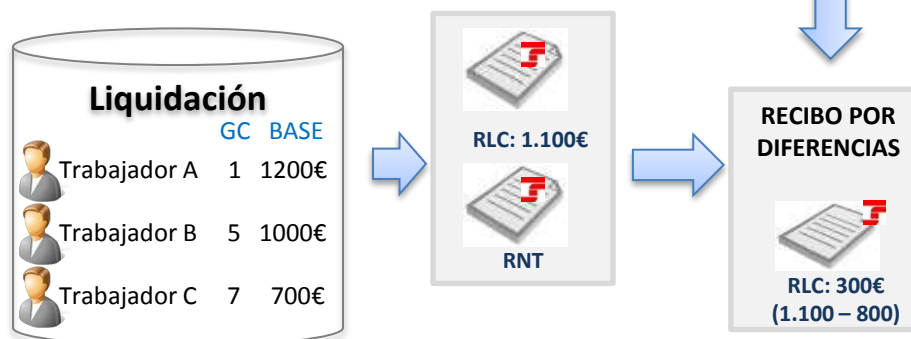 Liquidación
GC BASE
Trabajador A 1 1200€
Trabajador B 5 1000€
Trabajador C 7 700€
RLC: 1.100€
RNT
RECIBO POR
DIFERENCIAS
RLC: 300€
(1.100 – 800)